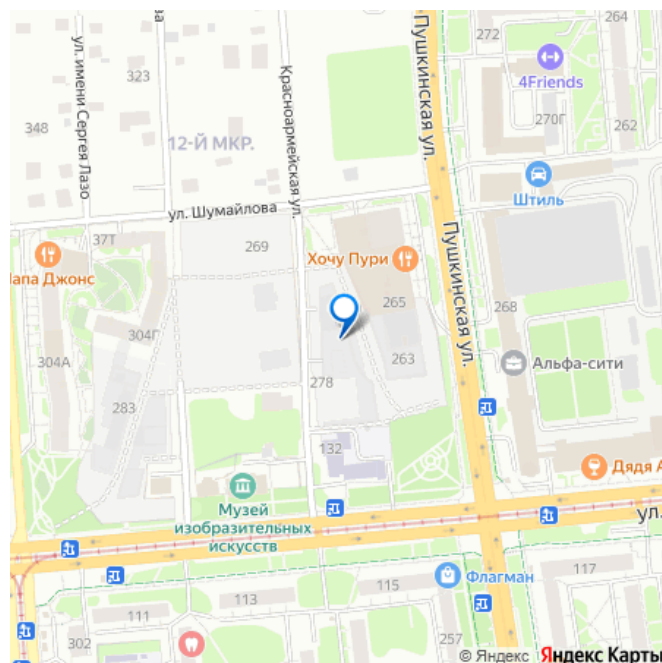 264
272
Пушкинская ул.
ва
ул. имени Сергея Лазо
323
4Friends
Красноармейская ул.
270Г
262
348
12-Й МКР.
Штиль
ул. Шумайлова
37Т
269
Хочу Пури
Папа Джонс
Пушкинская ул.
265
268
304Г
304А
263
Альфа-сити
278
283
132
Дядя А
Музей
изобразительных
искусств
ул.
115
Флагман
117
113
111
302
257
© Яндекс Яндекс Карты